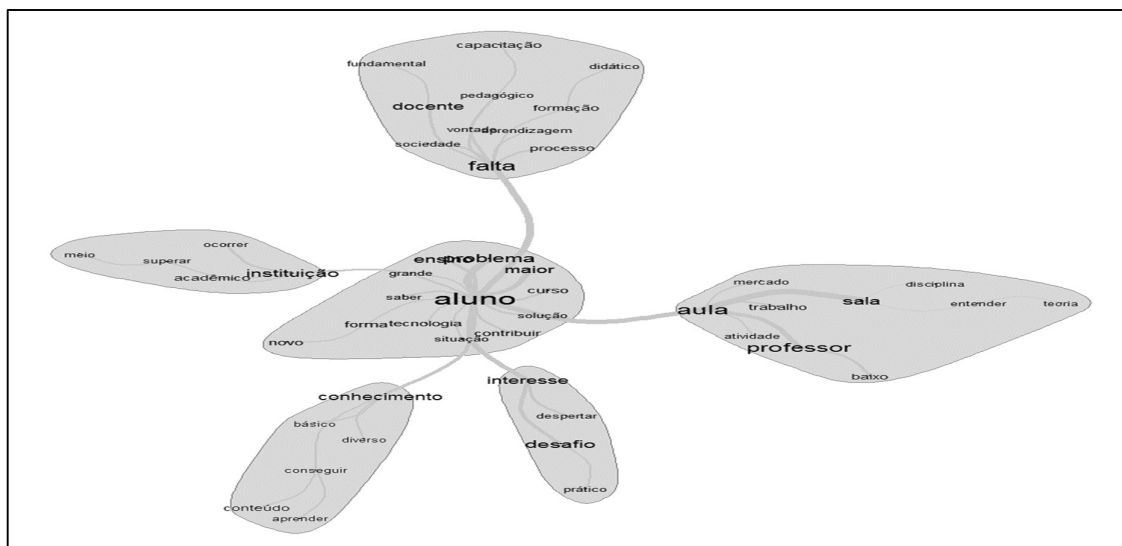 capacitação
fundamental
didático
pedagógico
docente
formação
vontade
aprendizagem
sociedade
processo
falta
ocorrer
meio
superar
acadêmico
instituição
ensino
problema
maior
grande
aluno
saber
curso
solução
forma
tecnologia
contribuir
situação
novo
mercado
disciplina
aula
trabalho
sala
entender
teoria
atividade
professor
baixo
interesse
despertar
desafio
prático
conhecimento
básico
diverso
conseguir
conteúdo
aprender